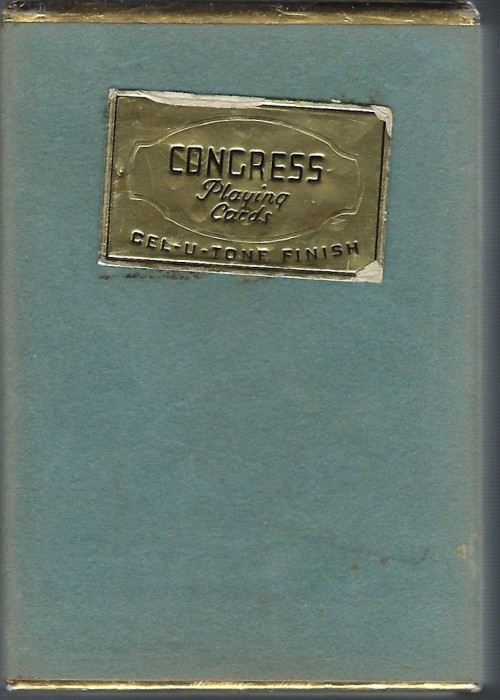 CONGRESS
Playing
Cards
CEL-U-TONE FINISH